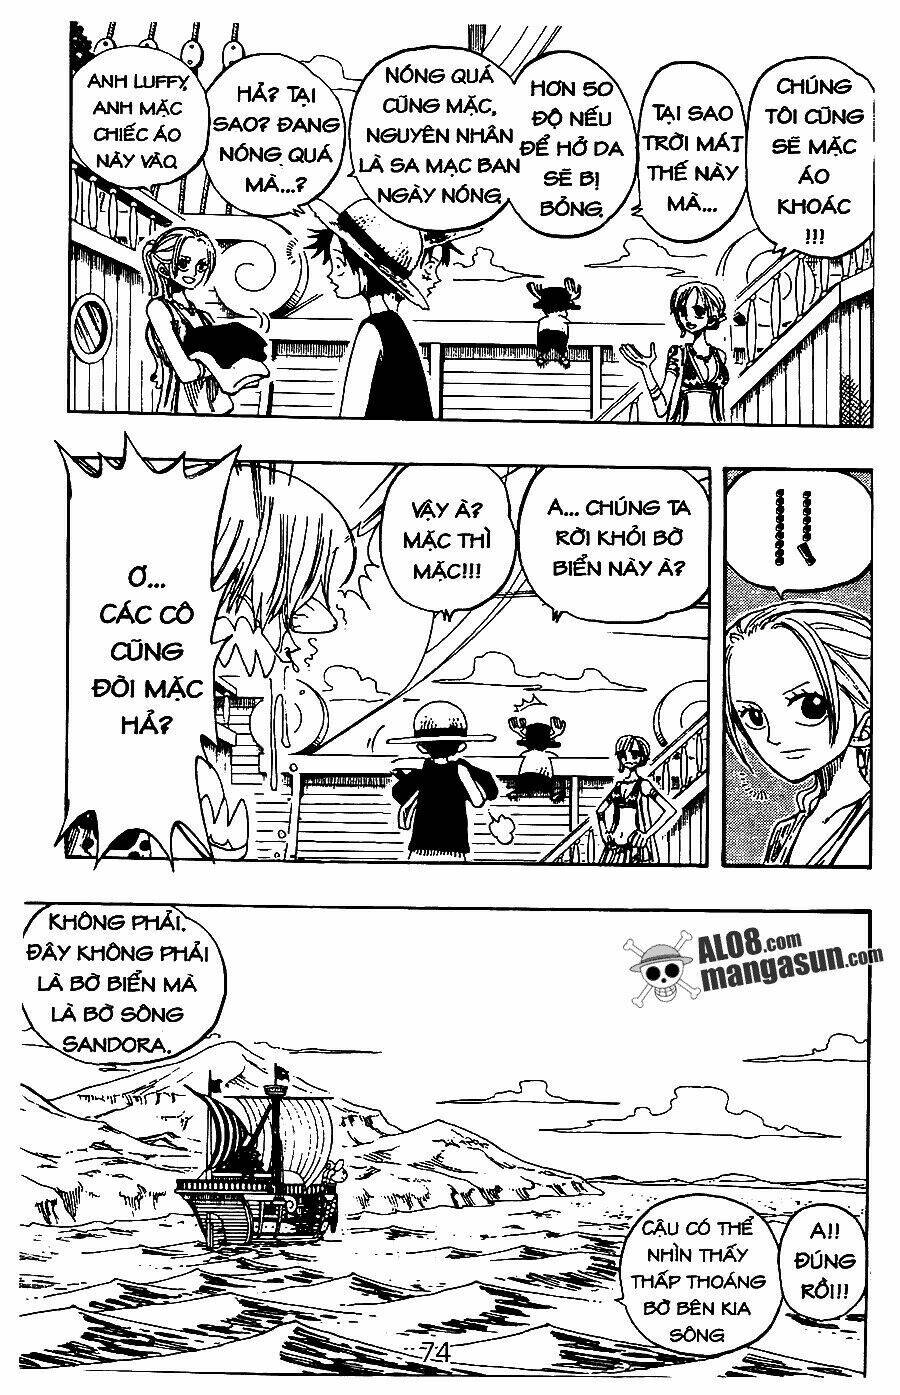 ANH LUFFY,
ANH MẶC
CHIẾC ÁO
NÀY VÀO.
HẢ? TẠI
SAO? ĐANG
NÓNG QUÁ
MÀ...?
NÓNG QUÁ
CŨNG MẶC,
NGUYÊN NHÂN
LÀ SA MẠC BAN
NGÀY NÓNG.
HƠN 50
ĐỘ NẾU
ĐỂ HỞ DA
SẼ BỊ
BỎNG.
TẠI SAO
TRỜI MÁT
THẾ NÀY
MÀ...
CHÚNG
TÔI CŨNG
SẼ MẶC
ÁO
KHOÁC
!!!
Ơ...
CÁC CÔ
CŨNG
ĐÒI MẶC
HẢ?
VẬY À?
MẶC THÌ
MẶC!!!
A... CHÚNG TA
RỜI KHỎI BỜ
BIỂN NÀY À?
KHÔNG PHẢI.
ĐÂY KHÔNG PHẢI
LÀ BỜ BIỂN MÀ
LÀ BỜ SÔNG
SANDORA.
ALO8.com
mangasun.com
CẬU CÓ THỂ
NHÌN THẤY
THẤP THOÁNG
BỜ BÊN KIA
SÔNG
A!!
ĐÚNG
RỒI!!!
74